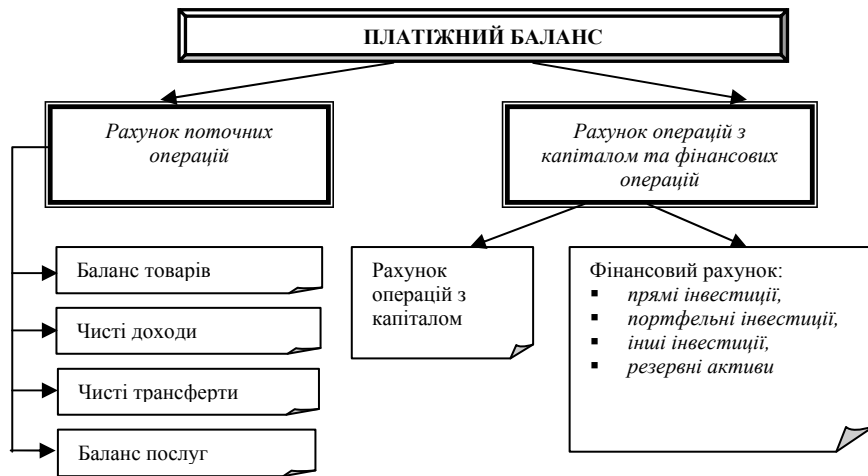 ПЛАТІЖНИЙ БАЛАНС
Рахунок поточних
операцій
Рахунок операцій з
капіталом та фінансових
операцій
Баланс товарів
Чисті доходи
Чисті трансферти
Баланс послуг
Рахунок
операцій з
капіталом
Фінансовий рахунок:
▪ прямі інвестиції,
▪ портфельні інвестиції,
▪ інші інвестиції,
▪ резервні активи